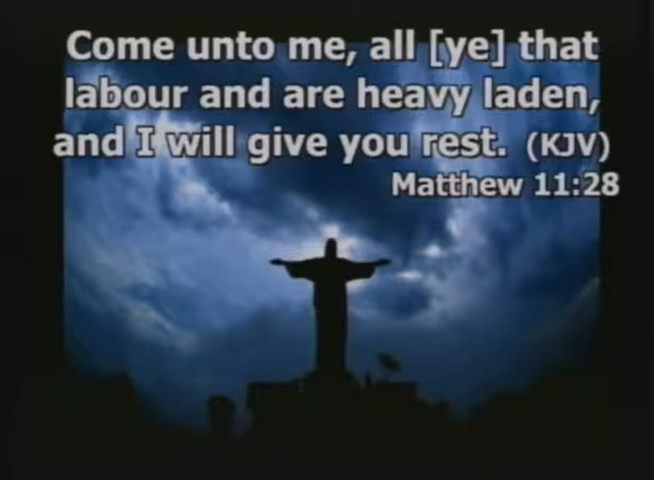 Come unto me, all [ye] that
labour and are heavy laden,
and I will give you rest. (KJV)
Matthew 11:28